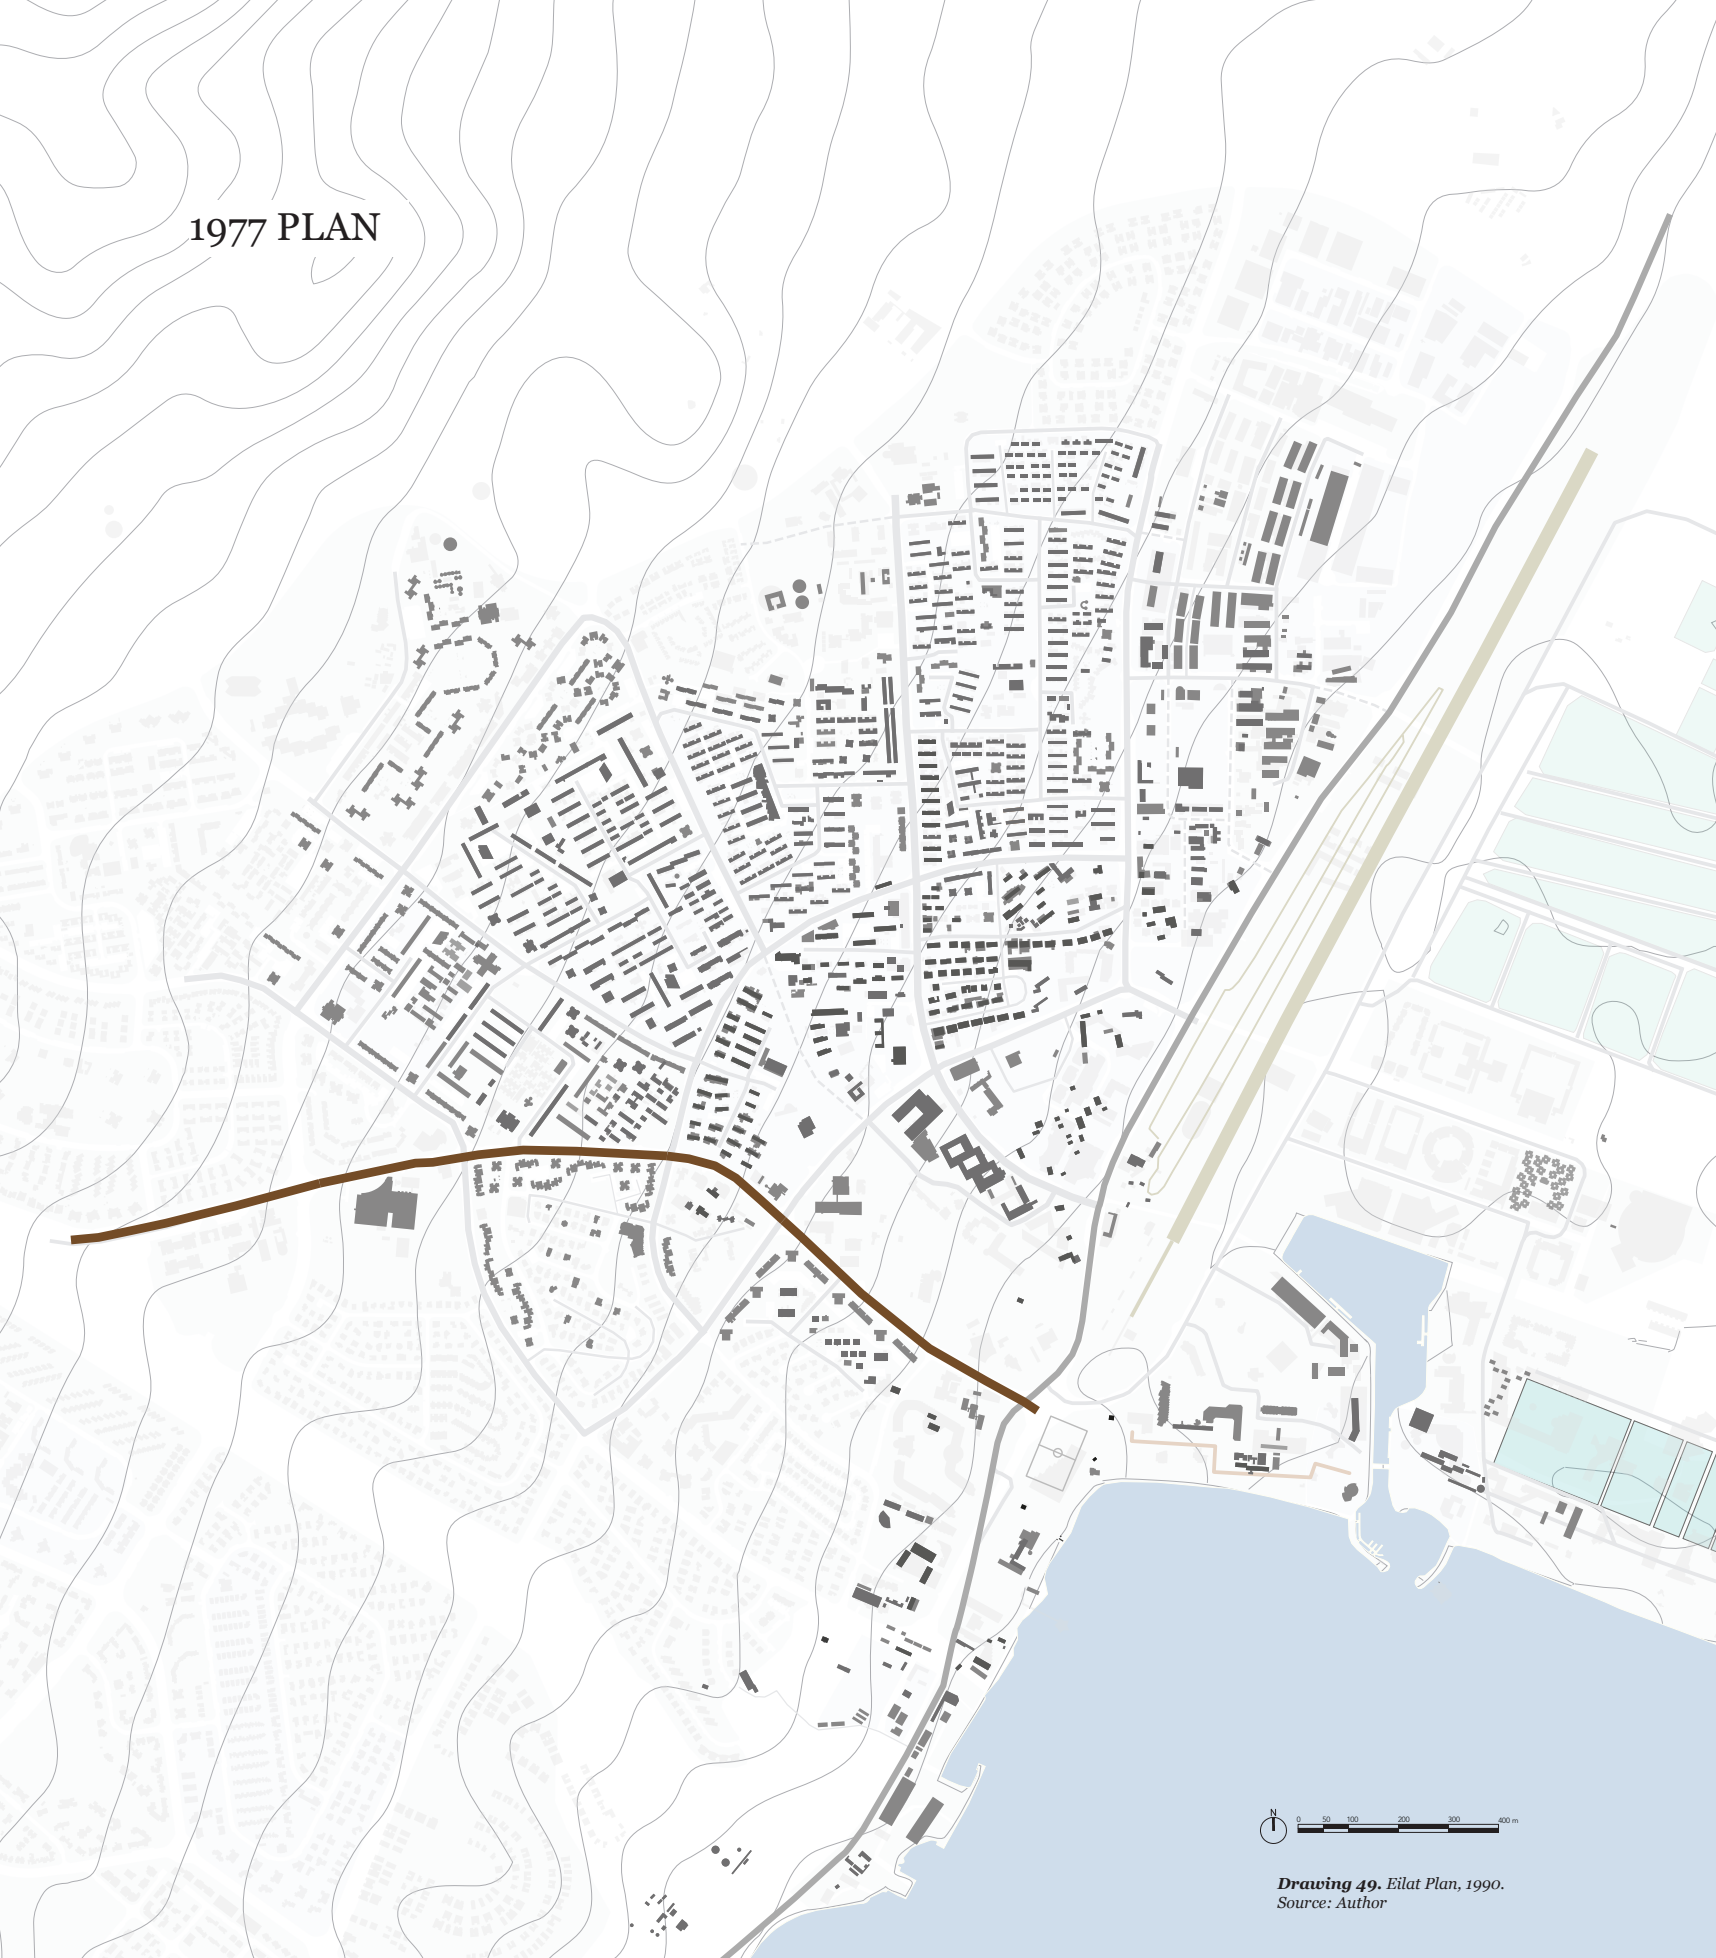 1977 PLAN
N
0 50 100 200 300 400 m
Drawing 49. Eilat Plan, 1990.
Source: Author